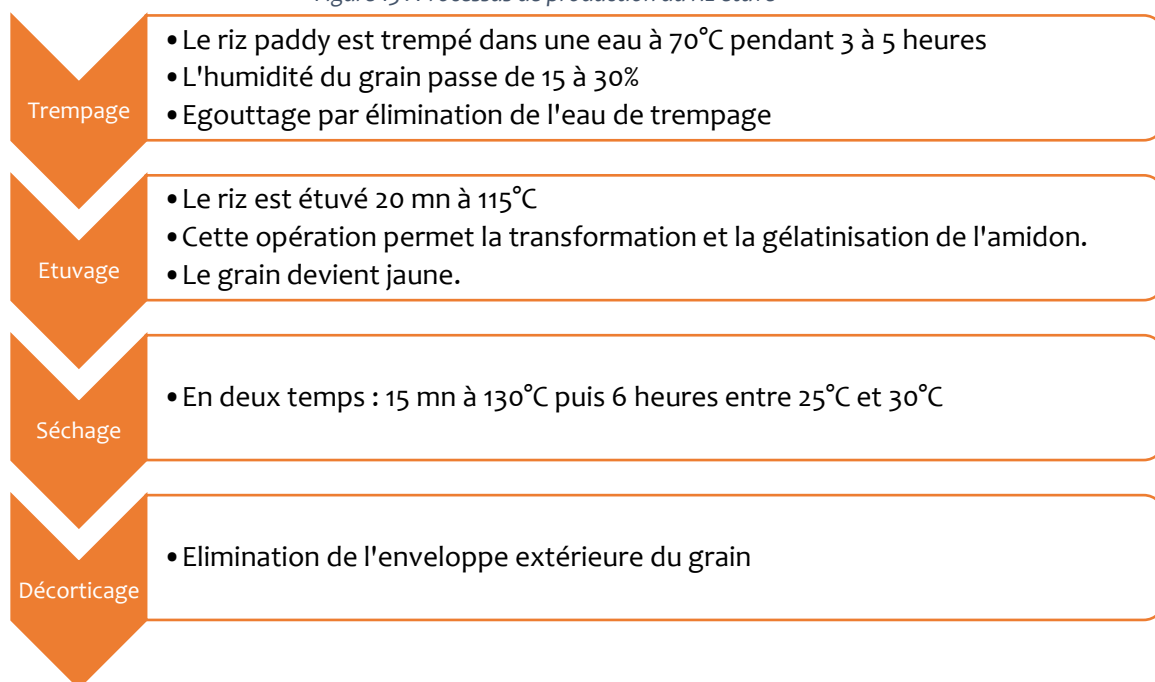 Trempage
•Le riz paddy est trempé dans une eau à 70°C pendant 3 à 5 heures
•L'humidité du grain passe de 15 à 30%
•Egouttage par élimination de l'eau de trempage
Etuvage
•Le riz est étuvé 20 mn à 115°C
•Cette opération permet la transformation et la gélatinisation de l'amidon.
•Le grain devient jaune.
Séchage
•En deux temps : 15 mn à 130°C puis 6 heures entre 25°C et 30°C
Décorticage
•Elimination de l'enveloppe extérieure du grain